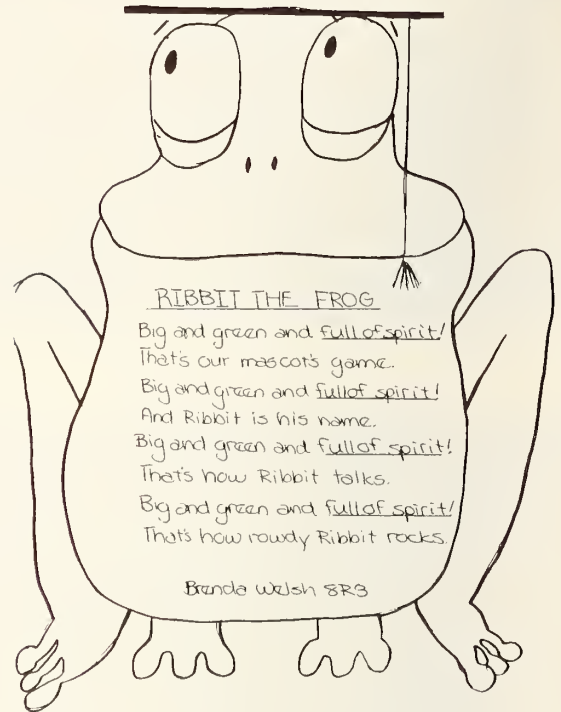 RIBBIT THE FROG
Big and green and full of spirit!
That's our mascot's game.
Big and green and full of spirit!
And Ribbit is his name.
Big and green and full of spirit!
That's how Ribbit talks.
Big and green and full of spirit!
That's how rowdy Ribbit rocks.
Brenda Welsh 8R3